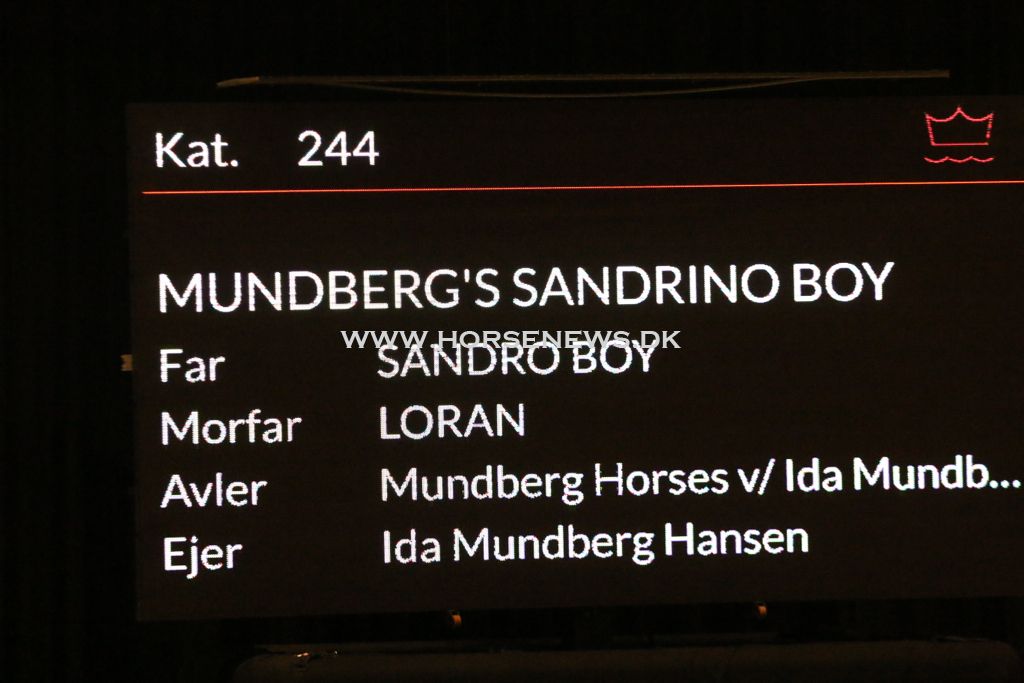 Kat. 244
MUNDBERG'S SANDRINO BOY
WWW.HORSENEWS.DK
Far SANDRO BOY
Morfar LORAN
Avler Mundberg Horses v/ Ida Mundb...
Ejer Ida Mundberg Hansen